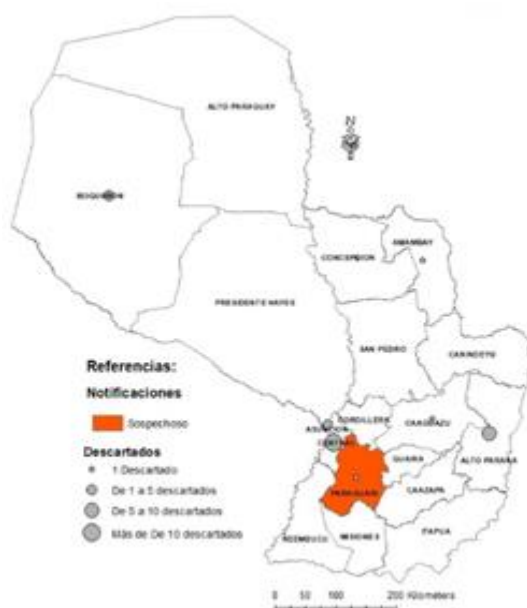 ALTO PARAGUAY
N
BOQUERON
CONCEPCION
AMAMBAY
PRESIDENTE HAYES
SAN PEDRO
CANINDEYU
Referencias:
Notificaciones
Sospechoso
CORDILLERA
ASUNCION
CAAGUAZU
CENTRAL
Descartados
ALTO PARANA
GUAIRA
1 Descartado
De 1 a 5 descartados
PARAGUARI
CAAZAPA
De 5 a 10 descartados
Más de De 10 descartados
ÑEEMBUCU
MISIONES
ITAPUA
0 50 100 200 Kilometers